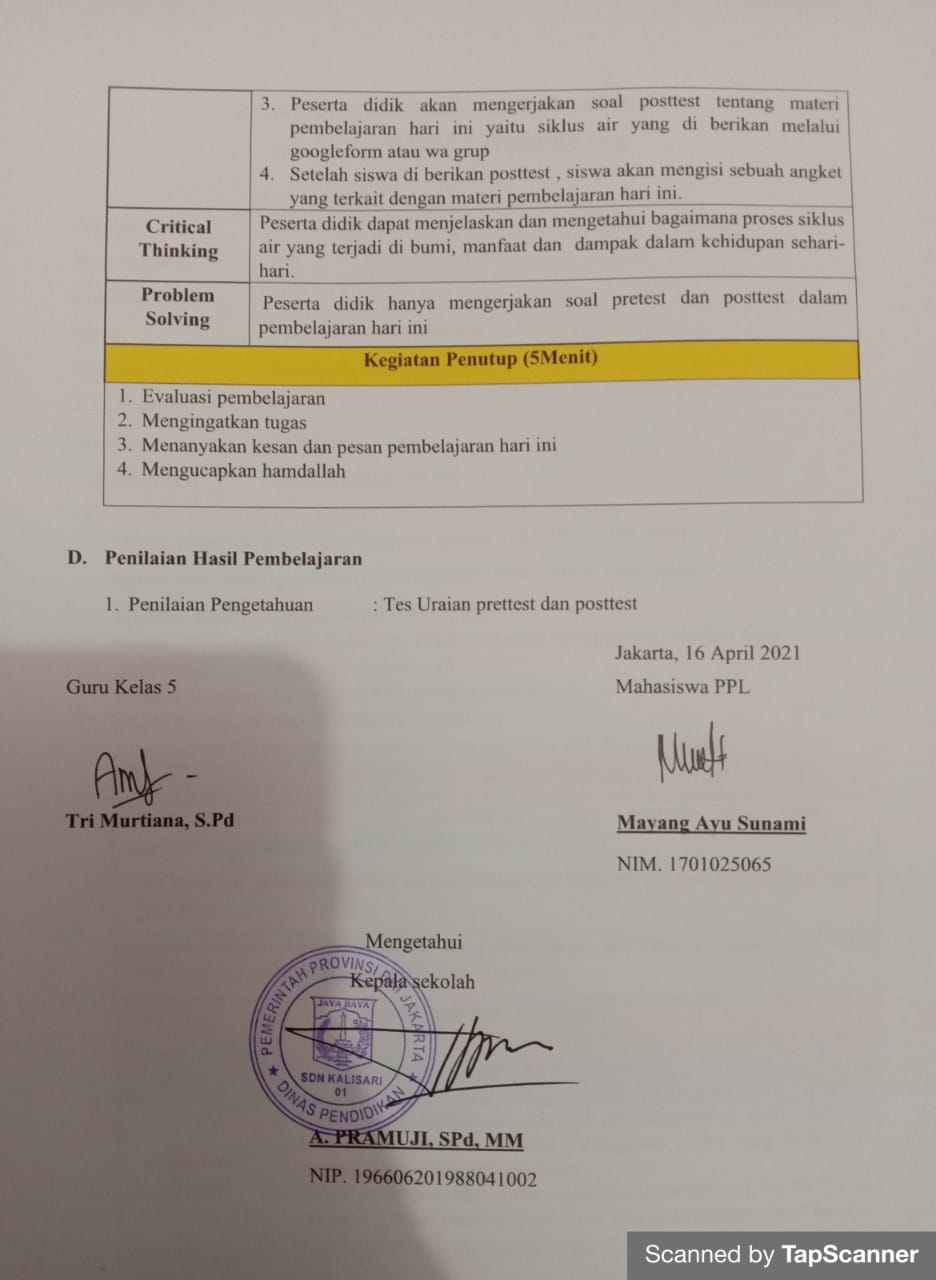 3. Peserta didik akan mengerjakan soal posttest tentang materi
pembelajaran hari ini yaitu siklus air yang di berikan melalui
googleform atau wa grup
4. Setelah siswa di berikan posttest , siswa akan mengisi sebuah angket
yang terkait dengan materi pembelajaran hari ini.
Critical
Thinking
Peserta didik dapat menjelaskan dan mengetahui bagaimana proses siklus
air yang terjadi di bumi, manfaat dan dampak dalam kehidupan sehari-
hari.
Problem
Solving
Peserta didik hanya mengerjakan soal pretest dan posttest dalam
pembelajaran hari ini
Kegiatan Penutup (5Menit)
1. Evaluasi pembelajaran
2. Mengingatkan tugas
3. Menanyakan kesan dan pesan pembelajaran hari ini
4. Mengucapkan hamdallah
D. Penilaian Hasil Pembelajaran
1. Penilaian Pengetahuan : Tes Uraian prettest dan posttest
Jakarta, 16 April 2021
Guru Kelas 5
Mahasiswa PPL
Tri Murtiana, S.Pd
Mayang Ayu Sunami
NIM. 1701025065
Mengetahui
Kepala sekolah
PEMERINTAH PROVINSI DKI JAKARTA
JAYA RAYA
SDN KALISARI
01
DINAS PENDIDIKAN
A. PRAMUJI, SPd, MM
NIP. 196606201988041002
Scanned by TapScanner